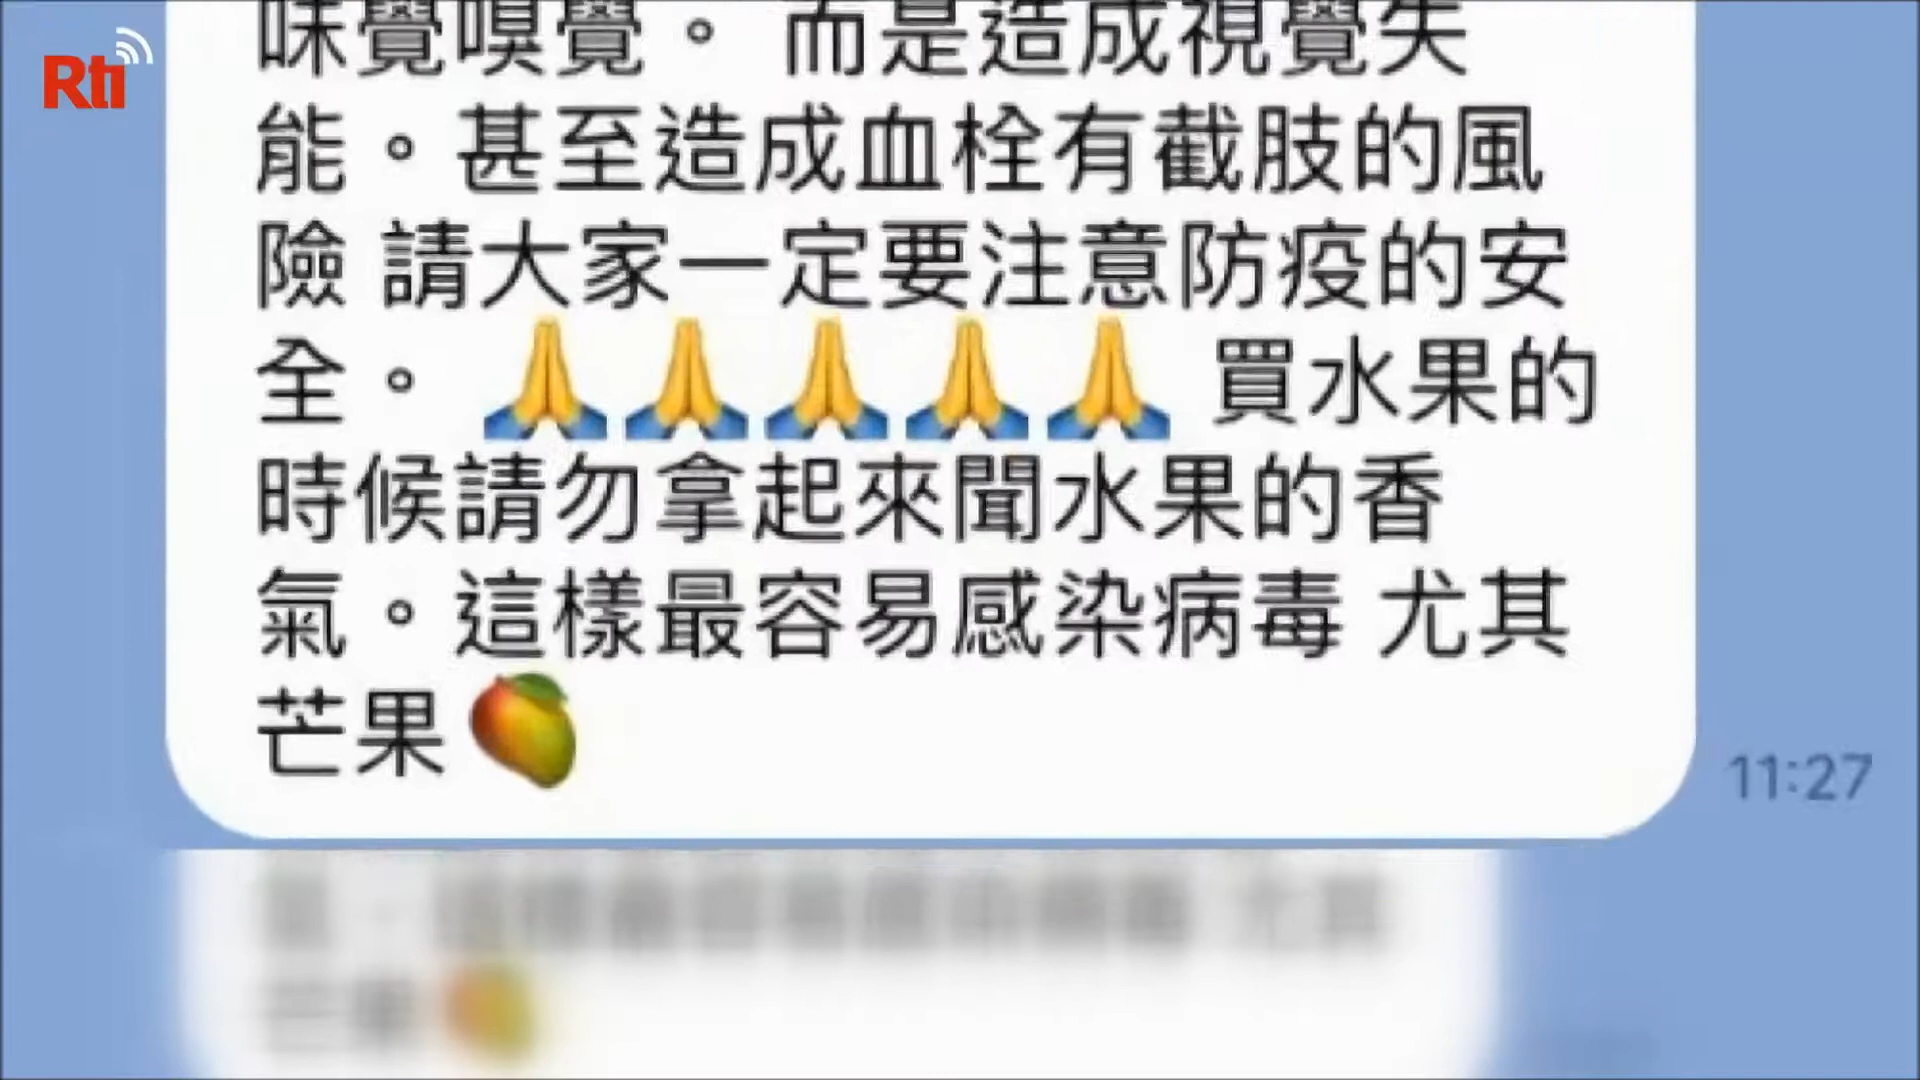 Rti
味覺嗅覺。 而是造成視覺失
能。甚至造成血栓有截肢的風
險 請大家一定要注意防疫的安
全。 🙏🙏🙏🙏🙏 買水果的
時候請勿拿起來聞水果的香
氣。這樣最容易感染病毒 尤其
芒果🥭
11:27